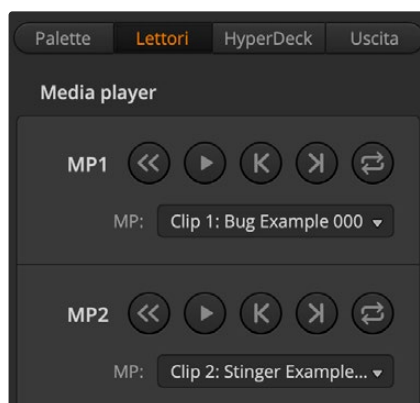 Palette Lettori HyperDeck Uscita
Media player
MP1
MP: Clip 1: Bug Example 000
MP2
MP: Clip 2: Stinger Example...